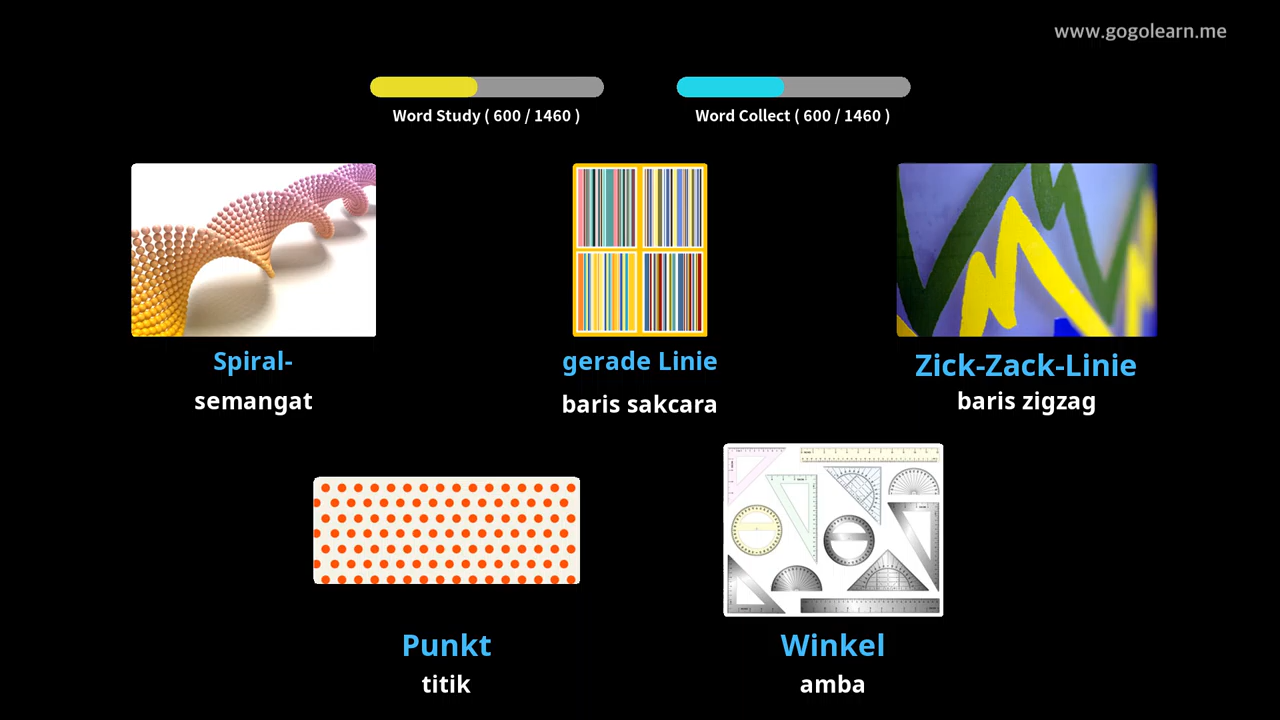 www.gogolearn.me
Word Study ( 600 / 1460 )
Word Collect ( 600 / 1460 )
Spiral-
semangat
gerade Linie
baris sakcara
Zick-Zack-Linie
baris zigzag
Punkt
titik
Winkel
amba